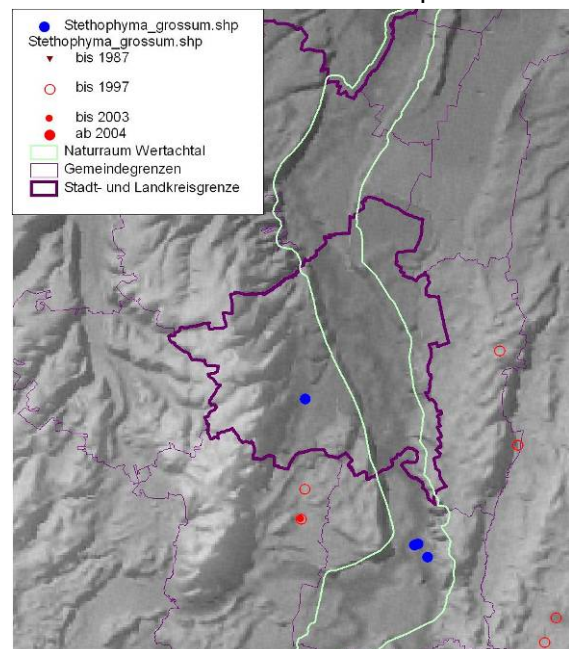 Stethophyma_grossum.shp
Stethophyma_grossum.shp
bis 1987
bis 1997
bis 2003
ab 2004
Naturraum Wertachtal
Gemeindegrenzen
Stadt- und Landkreisgrenze